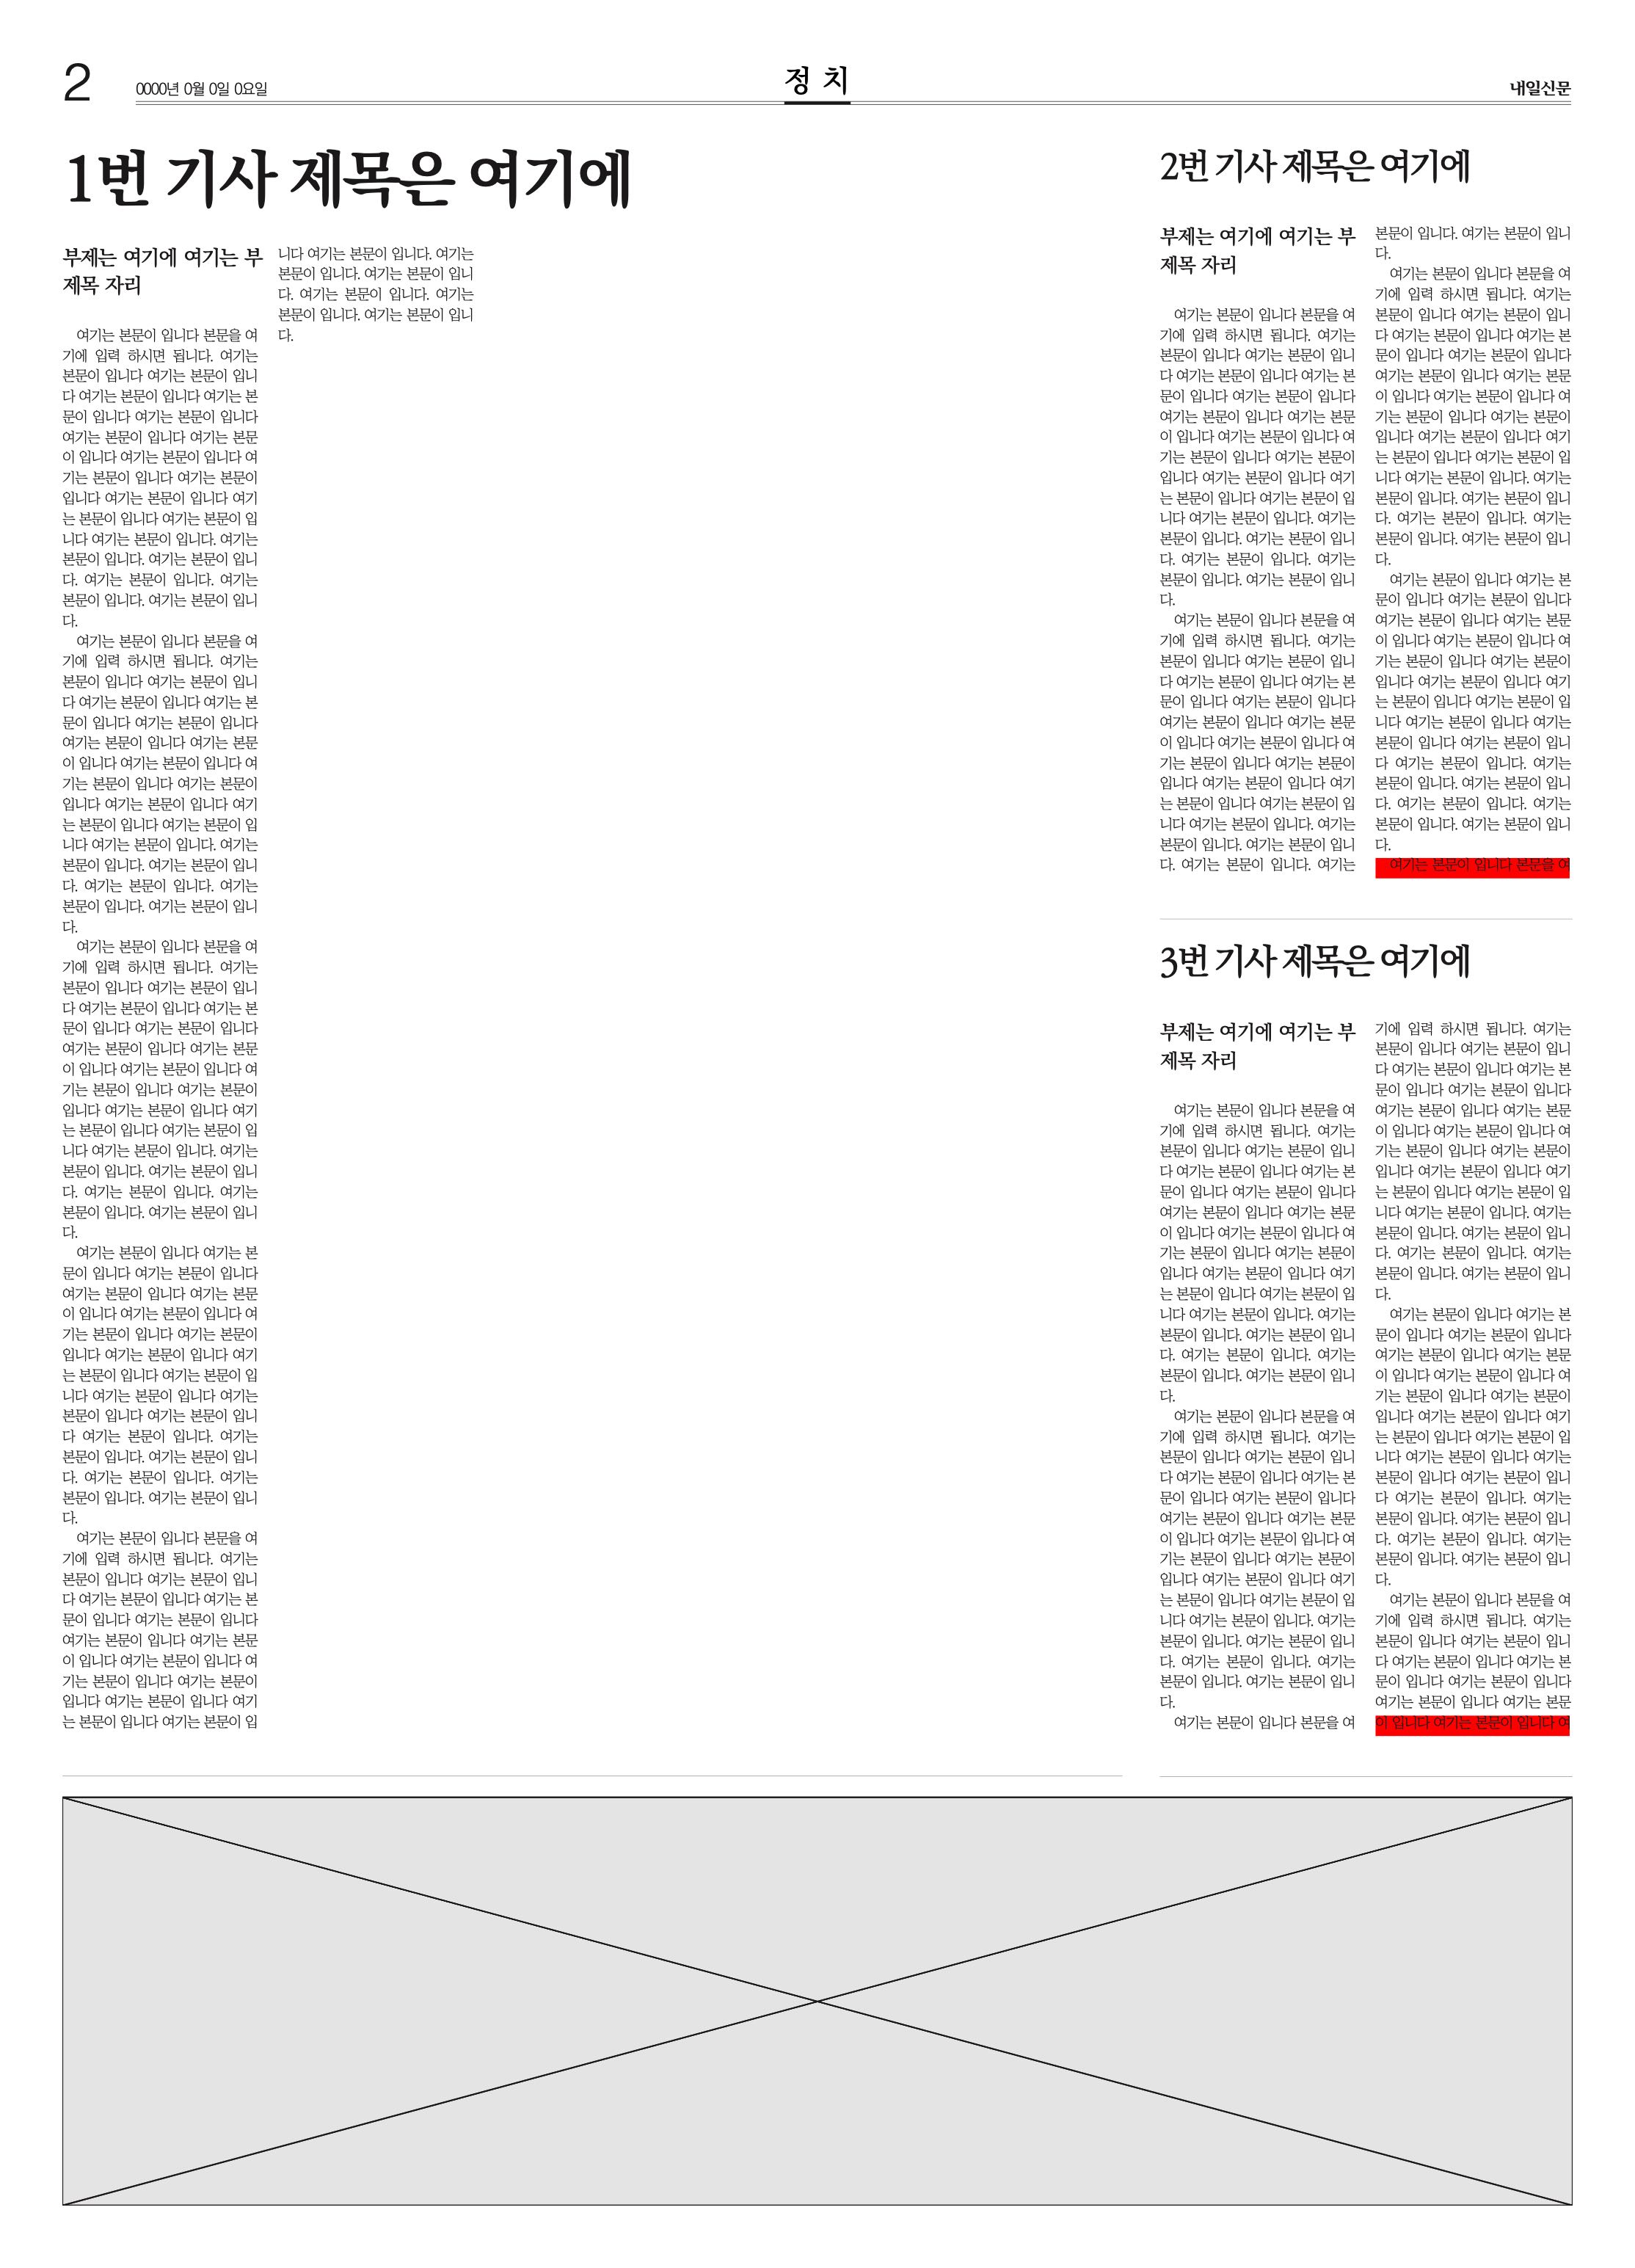 2
0000년 0월 0일 0요일
정 치
내일신문
1번 기사 제목은 여기에
부제는 여기에 여기는 부
제목 자리
여기는 본문이 입니다 본문을 여
기에 입력 하시면 됩니다. 여기는
본문이 입니다 여기는 본문이 입니
다 여기는 본문이 입니다 여기는 본
문이 입니다 여기는 본문이 입니다
여기는 본문이 입니다 여기는 본문
이 입니다 여기는 본문이 입니다 여
기는 본문이 입니다 여기는 본문이
입니다 여기는 본문이 입니다 여기
는 본문이 입니다 여기는 본문이 입
니다 여기는 본문이 입니다. 여기는
본문이 입니다. 여기는 본문이 입니
다. 여기는 본문이 입니다. 여기는
본문이 입니다. 여기는 본문이 입니
다.
여기는 본문이 입니다 본문을 여
기에 입력 하시면 됩니다. 여기는
본문이 입니다 여기는 본문이 입니
다 여기는 본문이 입니다 여기는 본
문이 입니다 여기는 본문이 입니다
여기는 본문이 입니다 여기는 본문
이 입니다 여기는 본문이 입니다 여
기는 본문이 입니다 여기는 본문이
입니다 여기는 본문이 입니다 여기
는 본문이 입니다 여기는 본문이 입
니다 여기는 본문이 입니다. 여기는
본문이 입니다. 여기는 본문이 입니
다. 여기는 본문이 입니다. 여기는
본문이 입니다. 여기는 본문이 입니
다.
여기는 본문이 입니다 본문을 여
기에 입력 하시면 됩니다. 여기는
본문이 입니다 여기는 본문이 입니
다 여기는 본문이 입니다 여기는 본
문이 입니다 여기는 본문이 입니다
여기는 본문이 입니다 여기는 본문
이 입니다 여기는 본문이 입니다 여
기는 본문이 입니다 여기는 본문이
입니다 여기는 본문이 입니다 여기
는 본문이 입니다 여기는 본문이 입
니다 여기는 본문이 입니다. 여기는
본문이 입니다. 여기는 본문이 입니
다. 여기는 본문이 입니다. 여기는
본문이 입니다. 여기는 본문이 입니
다.
여기는 본문이 입니다 여기는 본
문이 입니다 여기는 본문이 입니다
여기는 본문이 입니다 여기는 본문
이 입니다 여기는 본문이 입니다 여
기는 본문이 입니다 여기는 본문이
입니다 여기는 본문이 입니다 여기
는 본문이 입니다 여기는 본문이 입
니다 여기는 본문이 입니다 여기는
본문이 입니다 여기는 본문이 입니
다 여기는 본문이 입니다. 여기는
본문이 입니다. 여기는 본문이 입니
다. 여기는 본문이 입니다. 여기는
본문이 입니다. 여기는 본문이 입니
다.
여기는 본문이 입니다 본문을 여
기에 입력 하시면 됩니다. 여기는
본문이 입니다 여기는 본문이 입니
다 여기는 본문이 입니다 여기는 본
문이 입니다 여기는 본문이 입니다
여기는 본문이 입니다 여기는 본문
이 입니다 여기는 본문이 입니다 여
기는 본문이 입니다 여기는 본문이
입니다 여기는 본문이 입니다 여기
는 본문이 입니다 여기는 본문이 입
니다 여기는 본문이 입니다. 여기는
본문이 입니다. 여기는 본문이 입니
다. 여기는 본문이 입니다. 여기는
본문이 입니다. 여기는 본문이 입니
다.
2번 기사 제목은 여기에
부제는 여기에 여기는 부
제목 자리
여기는 본문이 입니다 본문을 여
기에 입력 하시면 됩니다. 여기는
본문이 입니다 여기는 본문이 입니
다 여기는 본문이 입니다 여기는 본
문이 입니다 여기는 본문이 입니다
여기는 본문이 입니다 여기는 본문
이 입니다 여기는 본문이 입니다 여
기는 본문이 입니다 여기는 본문이
입니다 여기는 본문이 입니다 여기
는 본문이 입니다 여기는 본문이 입
니다 여기는 본문이 입니다. 여기는
본문이 입니다. 여기는 본문이 입니
다. 여기는 본문이 입니다. 여기는
본문이 입니다. 여기는 본문이 입니
다.
여기는 본문이 입니다 본문을 여
기에 입력 하시면 됩니다. 여기는
본문이 입니다 여기는 본문이 입니
다 여기는 본문이 입니다 여기는 본
문이 입니다 여기는 본문이 입니다
여기는 본문이 입니다 여기는 본문
이 입니다 여기는 본문이 입니다 여
기는 본문이 입니다 여기는 본문이
입니다 여기는 본문이 입니다 여기
는 본문이 입니다 여기는 본문이 입
니다 여기는 본문이 입니다. 여기는
본문이 입니다. 여기는 본문이 입니
다. 여기는 본문이 입니다. 여기는
본문이 입니다. 여기는 본문이 입니
다.
여기는 본문이 입니다 본문을 여
기에 입력 하시면 됩니다. 여기는
본문이 입니다 여기는 본문이 입니
다 여기는 본문이 입니다 여기는 본
문이 입니다 여기는 본문이 입니다
여기는 본문이 입니다 여기는 본문
이 입니다 여기는 본문이 입니다 여
기는 본문이 입니다 여기는 본문이
입니다 여기는 본문이 입니다 여기
는 본문이 입니다 여기는 본문이 입
니다 여기는 본문이 입니다. 여기는
본문이 입니다. 여기는 본문이 입니
다. 여기는 본문이 입니다. 여기는
본문이 입니다. 여기는 본문이 입니
다.
여기는 본문이 입니다 여기는 본
문이 입니다 여기는 본문이 입니다
여기는 본문이 입니다 여기는 본문
이 입니다 여기는 본문이 입니다 여
기는 본문이 입니다 여기는 본문이
입니다 여기는 본문이 입니다 여기
는 본문이 입니다 여기는 본문이 입
니다 여기는 본문이 입니다 여기는
본문이 입니다 여기는 본문이 입니
다 여기는 본문이 입니다. 여기는
본문이 입니다. 여기는 본문이 입니
다. 여기는 본문이 입니다. 여기는
본문이 입니다. 여기는 본문이 입니
다.
여기는 본문이 입니다 본문을 여
3번 기사 제목은 여기에
부제는 여기에 여기는 부
제목 자리
여기는 본문이 입니다 본문을 여
기에 입력 하시면 됩니다. 여기는
본문이 입니다 여기는 본문이 입니
다 여기는 본문이 입니다 여기는 본
문이 입니다 여기는 본문이 입니다
여기는 본문이 입니다 여기는 본문
이 입니다 여기는 본문이 입니다 여
기는 본문이 입니다 여기는 본문이
입니다 여기는 본문이 입니다 여기
는 본문이 입니다 여기는 본문이 입
니다 여기는 본문이 입니다. 여기는
본문이 입니다. 여기는 본문이 입니
다. 여기는 본문이 입니다. 여기는
본문이 입니다. 여기는 본문이 입니
다.
여기는 본문이 입니다 본문을 여
기에 입력 하시면 됩니다. 여기는
본문이 입니다 여기는 본문이 입니
다 여기는 본문이 입니다 여기는 본
문이 입니다 여기는 본문이 입니다
여기는 본문이 입니다 여기는 본문
이 입니다 여기는 본문이 입니다 여
기는 본문이 입니다 여기는 본문이
입니다 여기는 본문이 입니다 여기
는 본문이 입니다 여기는 본문이 입
니다 여기는 본문이 입니다. 여기는
본문이 입니다. 여기는 본문이 입니
다. 여기는 본문이 입니다. 여기는
본문이 입니다. 여기는 본문이 입니
다.
여기는 본문이 입니다 본문을 여
기에 입력 하시면 됩니다. 여기는
본문이 입니다 여기는 본문이 입니
다 여기는 본문이 입니다 여기는 본
문이 입니다 여기는 본문이 입니다
여기는 본문이 입니다 여기는 본문
이 입니다 여기는 본문이 입니다 여
기는 본문이 입니다 여기는 본문이
입니다 여기는 본문이 입니다 여기
는 본문이 입니다 여기는 본문이 입
니다 여기는 본문이 입니다. 여기는
본문이 입니다. 여기는 본문이 입니
다. 여기는 본문이 입니다. 여기는
본문이 입니다. 여기는 본문이 입니
다.
여기는 본문이 입니다 여기는 본
문이 입니다 여기는 본문이 입니다
여기는 본문이 입니다 여기는 본문
이 입니다 여기는 본문이 입니다 여
기는 본문이 입니다 여기는 본문이
입니다 여기는 본문이 입니다 여기
는 본문이 입니다 여기는 본문이 입
니다 여기는 본문이 입니다 여기는
본문이 입니다 여기는 본문이 입니
다 여기는 본문이 입니다. 여기는
본문이 입니다. 여기는 본문이 입니
다. 여기는 본문이 입니다. 여기는
본문이 입니다. 여기는 본문이 입니
다.
여기는 본문이 입니다 본문을 여
기에 입력 하시면 됩니다. 여기는
본문이 입니다 여기는 본문이 입니
다 여기는 본문이 입니다 여기는 본
문이 입니다 여기는 본문이 입니다
여기는 본문이 입니다 여기는 본문
이 입니다 여기는 본문이 입니다 여